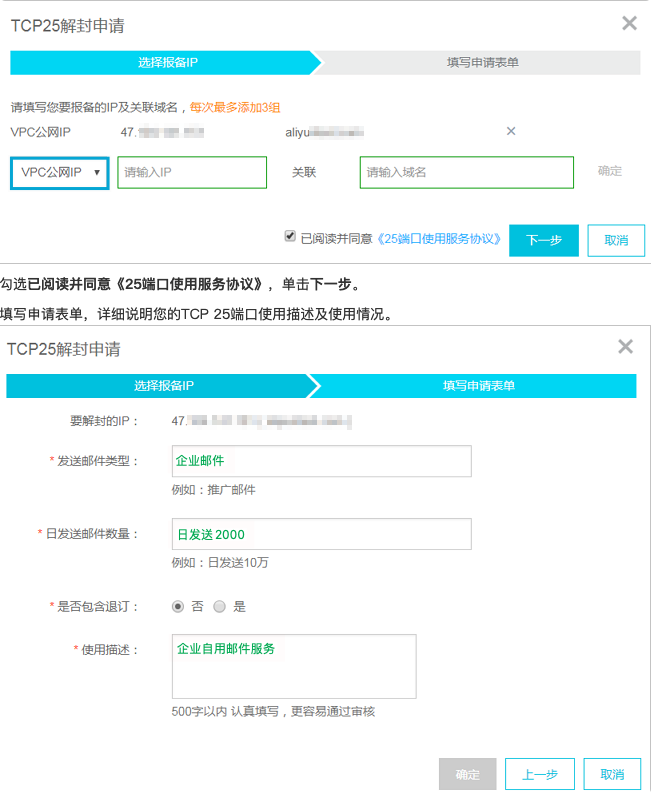 TCP25解封申请
选择报备IP 填写申请表单
请填写您要报备的IP及关联域名，每次最多添加3组
VPC公网IP 47. aliyu
VPC公网IP 请输入IP 关联 请输入域名 确定
已阅读并同意《25端口使用服务协议》 下一步 取消
勾选已阅读并同意《25端口使用服务协议》，单击下一步。
填写申请表单，详细说明您的TCP 25端口使用描述及使用情况。
TCP25解封申请
选择报备IP 填写申请表单
要解封的IP： 47.
*发送邮件类型： 企业邮件
例如：推广邮件
*日发送邮件数量： 日发送2000
例如：日发送10万
*是否包含退订： 否 是
*使用描述： 企业自用邮件服务
500字以内 认真填写，更容易通过审核
确定 上一步 取消